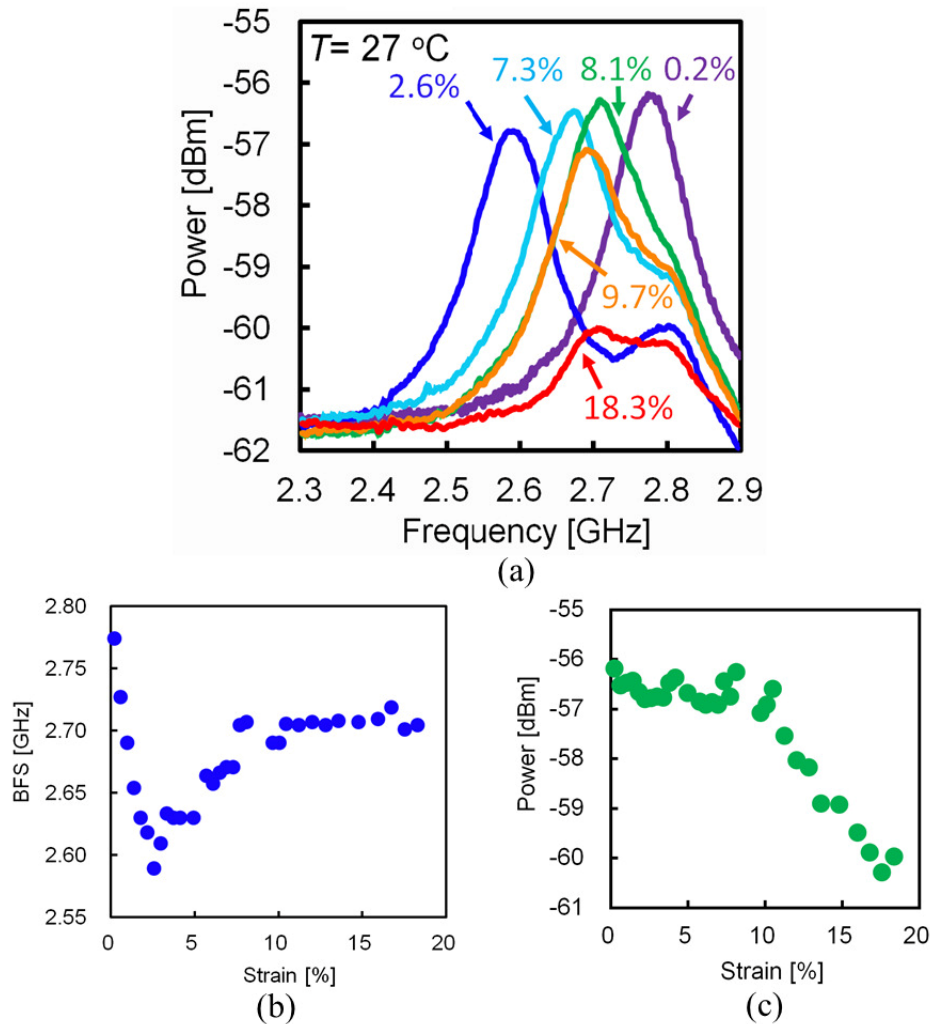 -55
-56
-57
-58
-59
-60
-61
-62
Power [dBm]
T= 27 °C
2.6%
7.3%
8.1%
0.2%
9.7%
18.3%
2.3 2.4 2.5 2.6 2.7 2.8 2.9
Frequency [GHz]
(a)
2.80
2.75
2.70
2.65
2.60
2.55
BFS [GHz]
0 5 10 15 20
Strain [%]
(b)
-55
-56
-57
-58
-59
-60
-61
Power [dBm]
0 5 10 15 20
Strain [%]
(c)